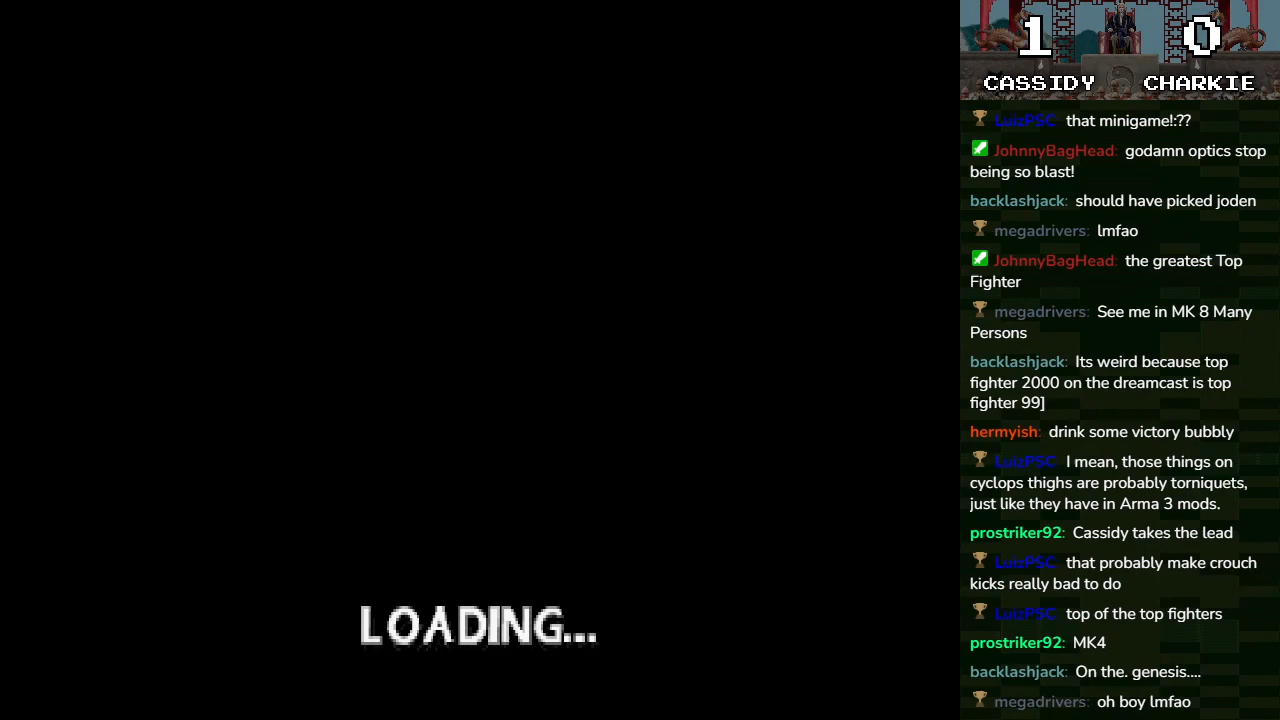 1 0
CASSIDY CHARKIE
LuizPSC: that minigame!:??
JohnnyBagHead: godamn optics stop
being so blast!
backlashjack: should have picked joden
megadrivers: lmfao
JohnnyBagHead: the greatest Top
Fighter
megadrivers: See me in MK 8 Many
Persons
backlashjack: Its weird because top
fighter 2000 on the dreamcast is top
fighter 99]
hermyish: drink some victory bubbly
LuizPSC: I mean, those things on
cyclops thighs are probably torniquets,
just like they have in Arma 3 mods.
prostriker92: Cassidy takes the lead
LuizPSC: that probably make crouch
kicks really bad to do
LuizPSC: top of the top fighters
prostriker92: MK4
backlashjack: On the. genesis....
megadrivers: oh boy lmfao
LOADING...